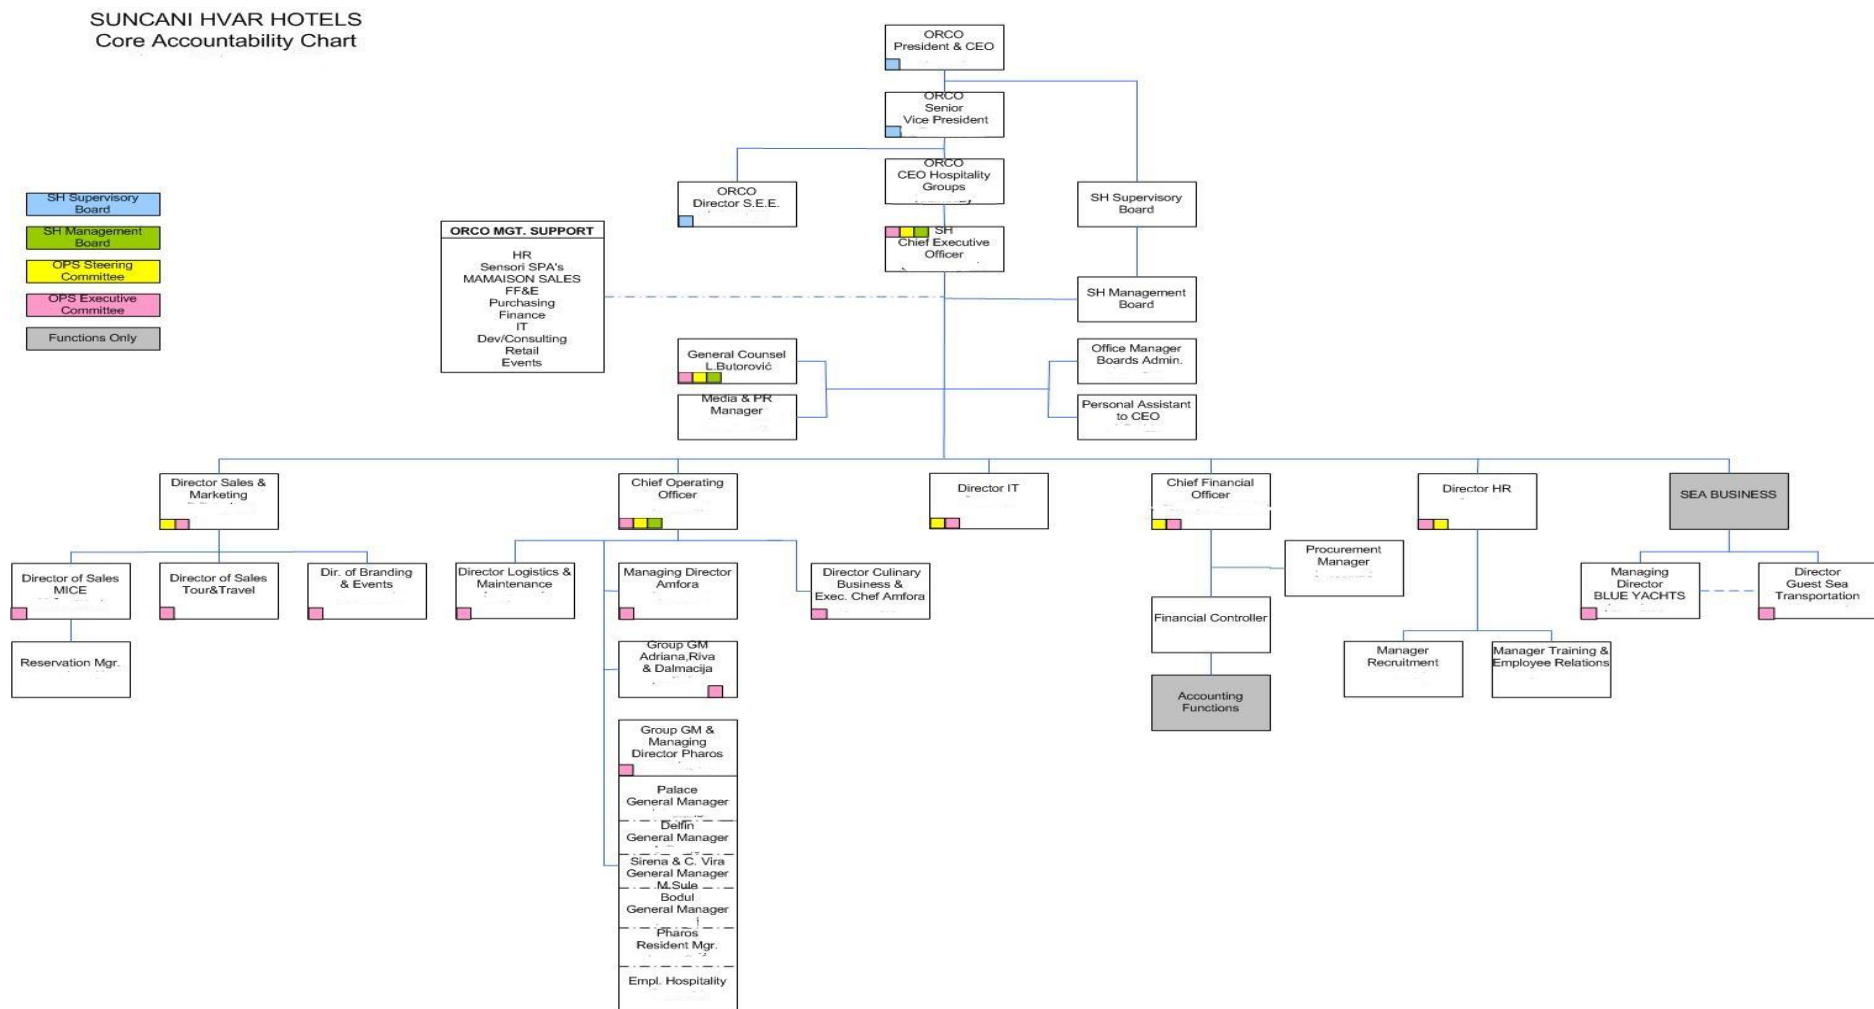 SUNCANI HVAR HOTELS
Core Accountability Chart
ORCO
President & CEO
ORCO
Senior
Vice President
ORCO
CEO Hospitality
Groups
ORCO
Director S.E.E.
SH Supervisory
Board
SH Supervisory
Board
SH Management
Board
OPS Steering
Committee
OPS Executive
Committee
Functions Only
ORCO MGT. SUPPORT
HR
Sensori SPA's
MAMAISON SALES
FF&E
Purchasing
Finance
IT
Dev/Consulting
Retail
Events
SH
Chief Executive
Officer
SH Management
Board
General Counsel
L.Butorović
Media & PR
Manager
Office Manager
Boards Admin.
Personal Assistant
to CEO
Director Sales &
Marketing
Chief Operating
Officer
Director IT
Chief Financial
Officer
Director HR
SEA BUSINESS
Director of Sales
MICE
Director of Sales
Tour&Travel
Dir. of Branding
& Events
Director Logistics &
Maintenance
Managing Director
Amfora
Director Culinary
Business &
Exec. Chef Amfora
Procurement
Manager
Managing
Director
BLUE YACHTS
Director
Guest Sea
Transportation
Reservation Mgr.
Group GM
Adriana,Riva
& Dalmacija
Financial Controller
Manager
Recruitment
Manager Training &
Employee Relations
Accounting
Functions
Group GM &
Managing
Director Pharos
Palace
General Manager
Delfin
General Manager
Sirena & C. Vira
General Manager
M.Sule
Bodul
General Manager
Pharos
Resident Mgr.
Empl. Hospitality